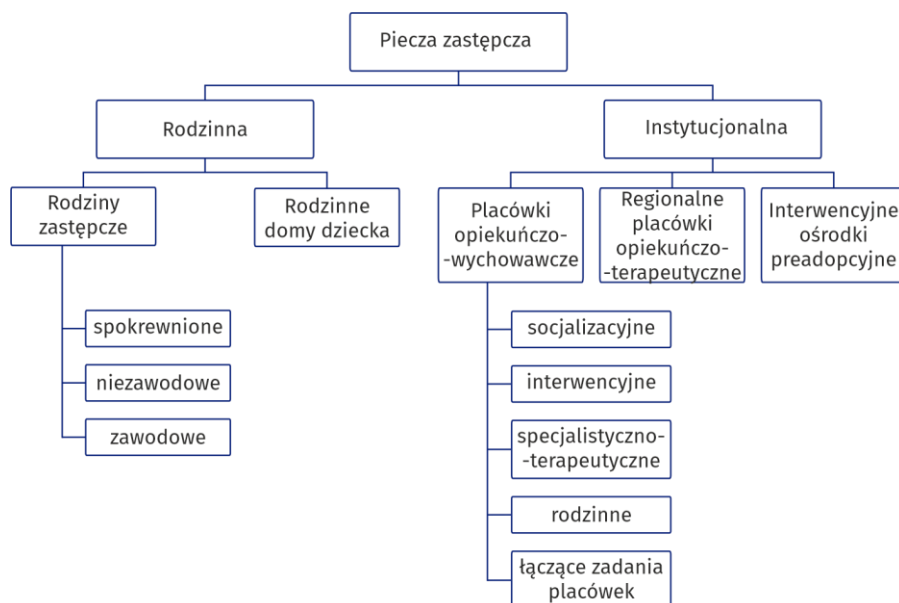 Piecza zastępcza
Rodzinna
Instytucjonalna
Rodziny
zastępcze
Rodzinne
domy dziecka
Placówki
opiekuńczo-
-wychowawcze
Regionalne
placówki
opiekuńczo-
-terapeutyczne
Interwencyjne
ośrodki
preadopcyjne
spokrewnione
niezawodowe
zawodowe
socjalizacyjne
interwencyjne
specjalistyczno-
-terapeutyczne
rodzinne
łączące zadania
placówek